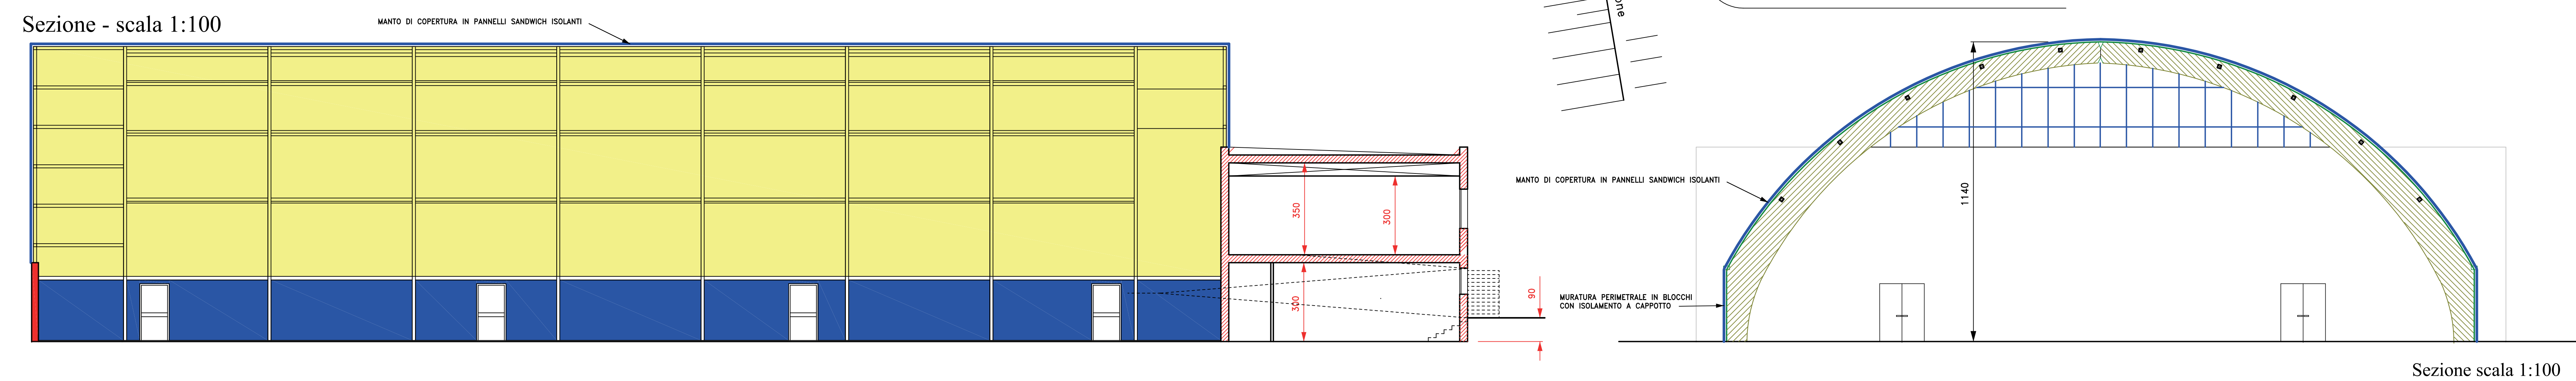 Sezione - scala 1:100
MANTO DI COPERTURA IN PANNELLI SANDWICH ISOLANTI
350
300
300
90
MANTO DI COPERTURA IN PANNELLI SANDWICH ISOLANTI
1140
MURATURA PERIMETRALE IN BLOCCHI
CON ISOLAMENTO A CAPPOTTO
Sezione scala 1:100